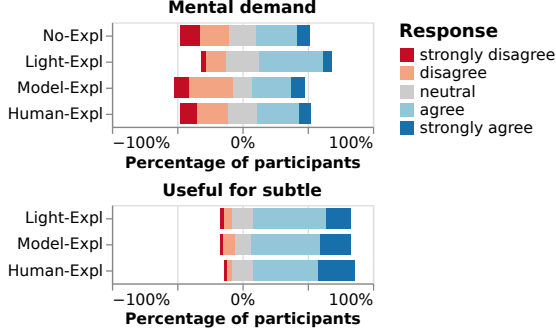 Mental demand
No-Expl
Light-Expl
Model-Expl
Human-Expl
−100% 0% 100%
Percentage of participants
Response
strongly disagree
disagree
neutral
agree
strongly agree
Useful for subtle
Light-Expl
Model-Expl
Human-Expl
−100% 0% 100%
Percentage of participants